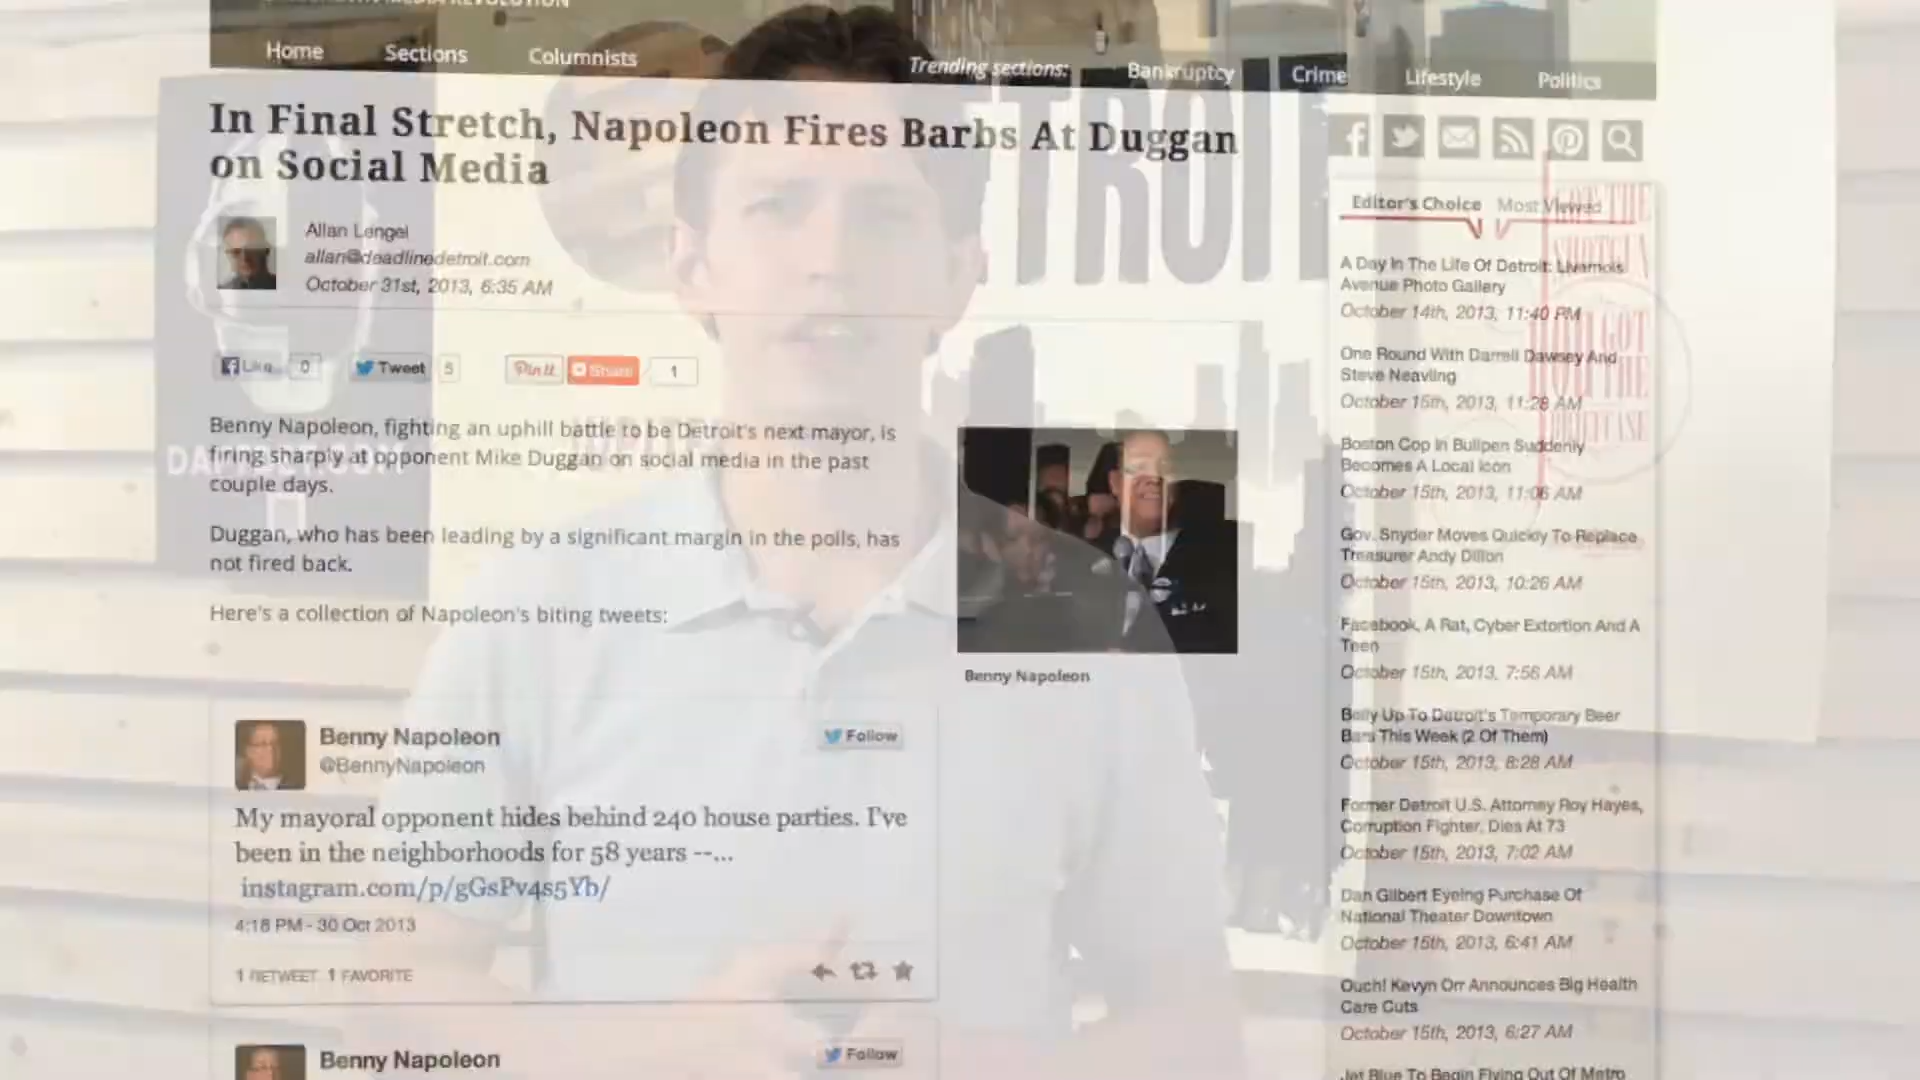 Home Sections Columnists Trending sections: Bankruptcy Crime Lifestyle Politics
In Final Stretch, Napoleon Fires Barbs At Duggan
on Social Media
Allan Lengel
allan@deadlinedetroit.com
October 31st, 2013, 6:35 AM
Like 0 Tweet 5 Pin It Share 1
Benny Napoleon, fighting an uphill battle to be Detroit's next mayor, is
firing sharply at opponent Mike Duggan on social media in the past
couple days.
Duggan, who has been leading by a significant margin in the polls, has
not fired back.
Here's a collection of Napoleon's biting tweets:
Benny Napoleon
Benny Napoleon
@BennyNapoleon
Follow
My mayoral opponent hides behind 240 house parties. I've
been in the neighborhoods for 58 years --...
instagram.com/p/gGsPv4s5Yb/
4:18 PM - 30 Oct 2013
1 RETWEET 1 FAVORITE
Benny Napoleon
Follow
Editor's Choice Most Viewed
A Day In The Life Of Detroit: Livernois
Avenue Photo Gallery
October 14th, 2013, 11:40 PM
One Round With Darrell Dawsey And
Steve Neavling
October 15th, 2013, 11:28 AM
Boston Cop In Bullpen Suddenly
Becomes A Local Icon
October 15th, 2013, 11:06 AM
Gov. Snyder Moves Quickly To Replace
Treasurer Andy Dillon
October 15th, 2013, 10:26 AM
Facebook, A Rat, Cyber Extortion And A
Teen
October 15th, 2013, 7:56 AM
Belly Up To Detroit's Temporary Beer
Bars This Week (2 Of Them)
October 15th, 2013, 8:28 AM
Former Detroit U.S. Attorney Roy Hayes,
Corruption Fighter, Dies At 73
October 15th, 2013, 7:02 AM
Dan Gilbert Eyeing Purchase Of
National Theater Downtown
October 15th, 2013, 6:41 AM
Ouch! Kevyn Orr Announces Big Health
Care Cuts
October 15th, 2013, 6:27 AM
Jet Blue To Begin Flying Out Of Metro
TROIT